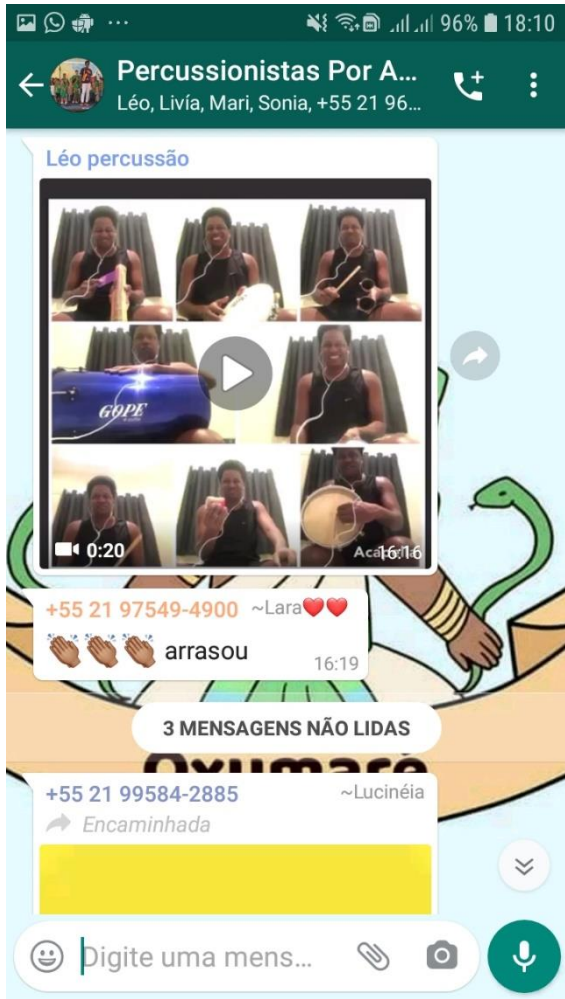 96% 18:10
Percussionistas Por A...
Léo, Livía, Mari, Sonia, +55 21 96...
Léo percussão
GOPE
0:20
16:16
+55 21 97549-4900 ~Lara❤️❤️
👏🏾👏🏾👏🏾 arrasou
16:19
3 MENSAGENS NÃO LIDAS
Oxumaré
+55 21 99584-2885 ~Lucinéia
Encaminhada
Digite uma mens...